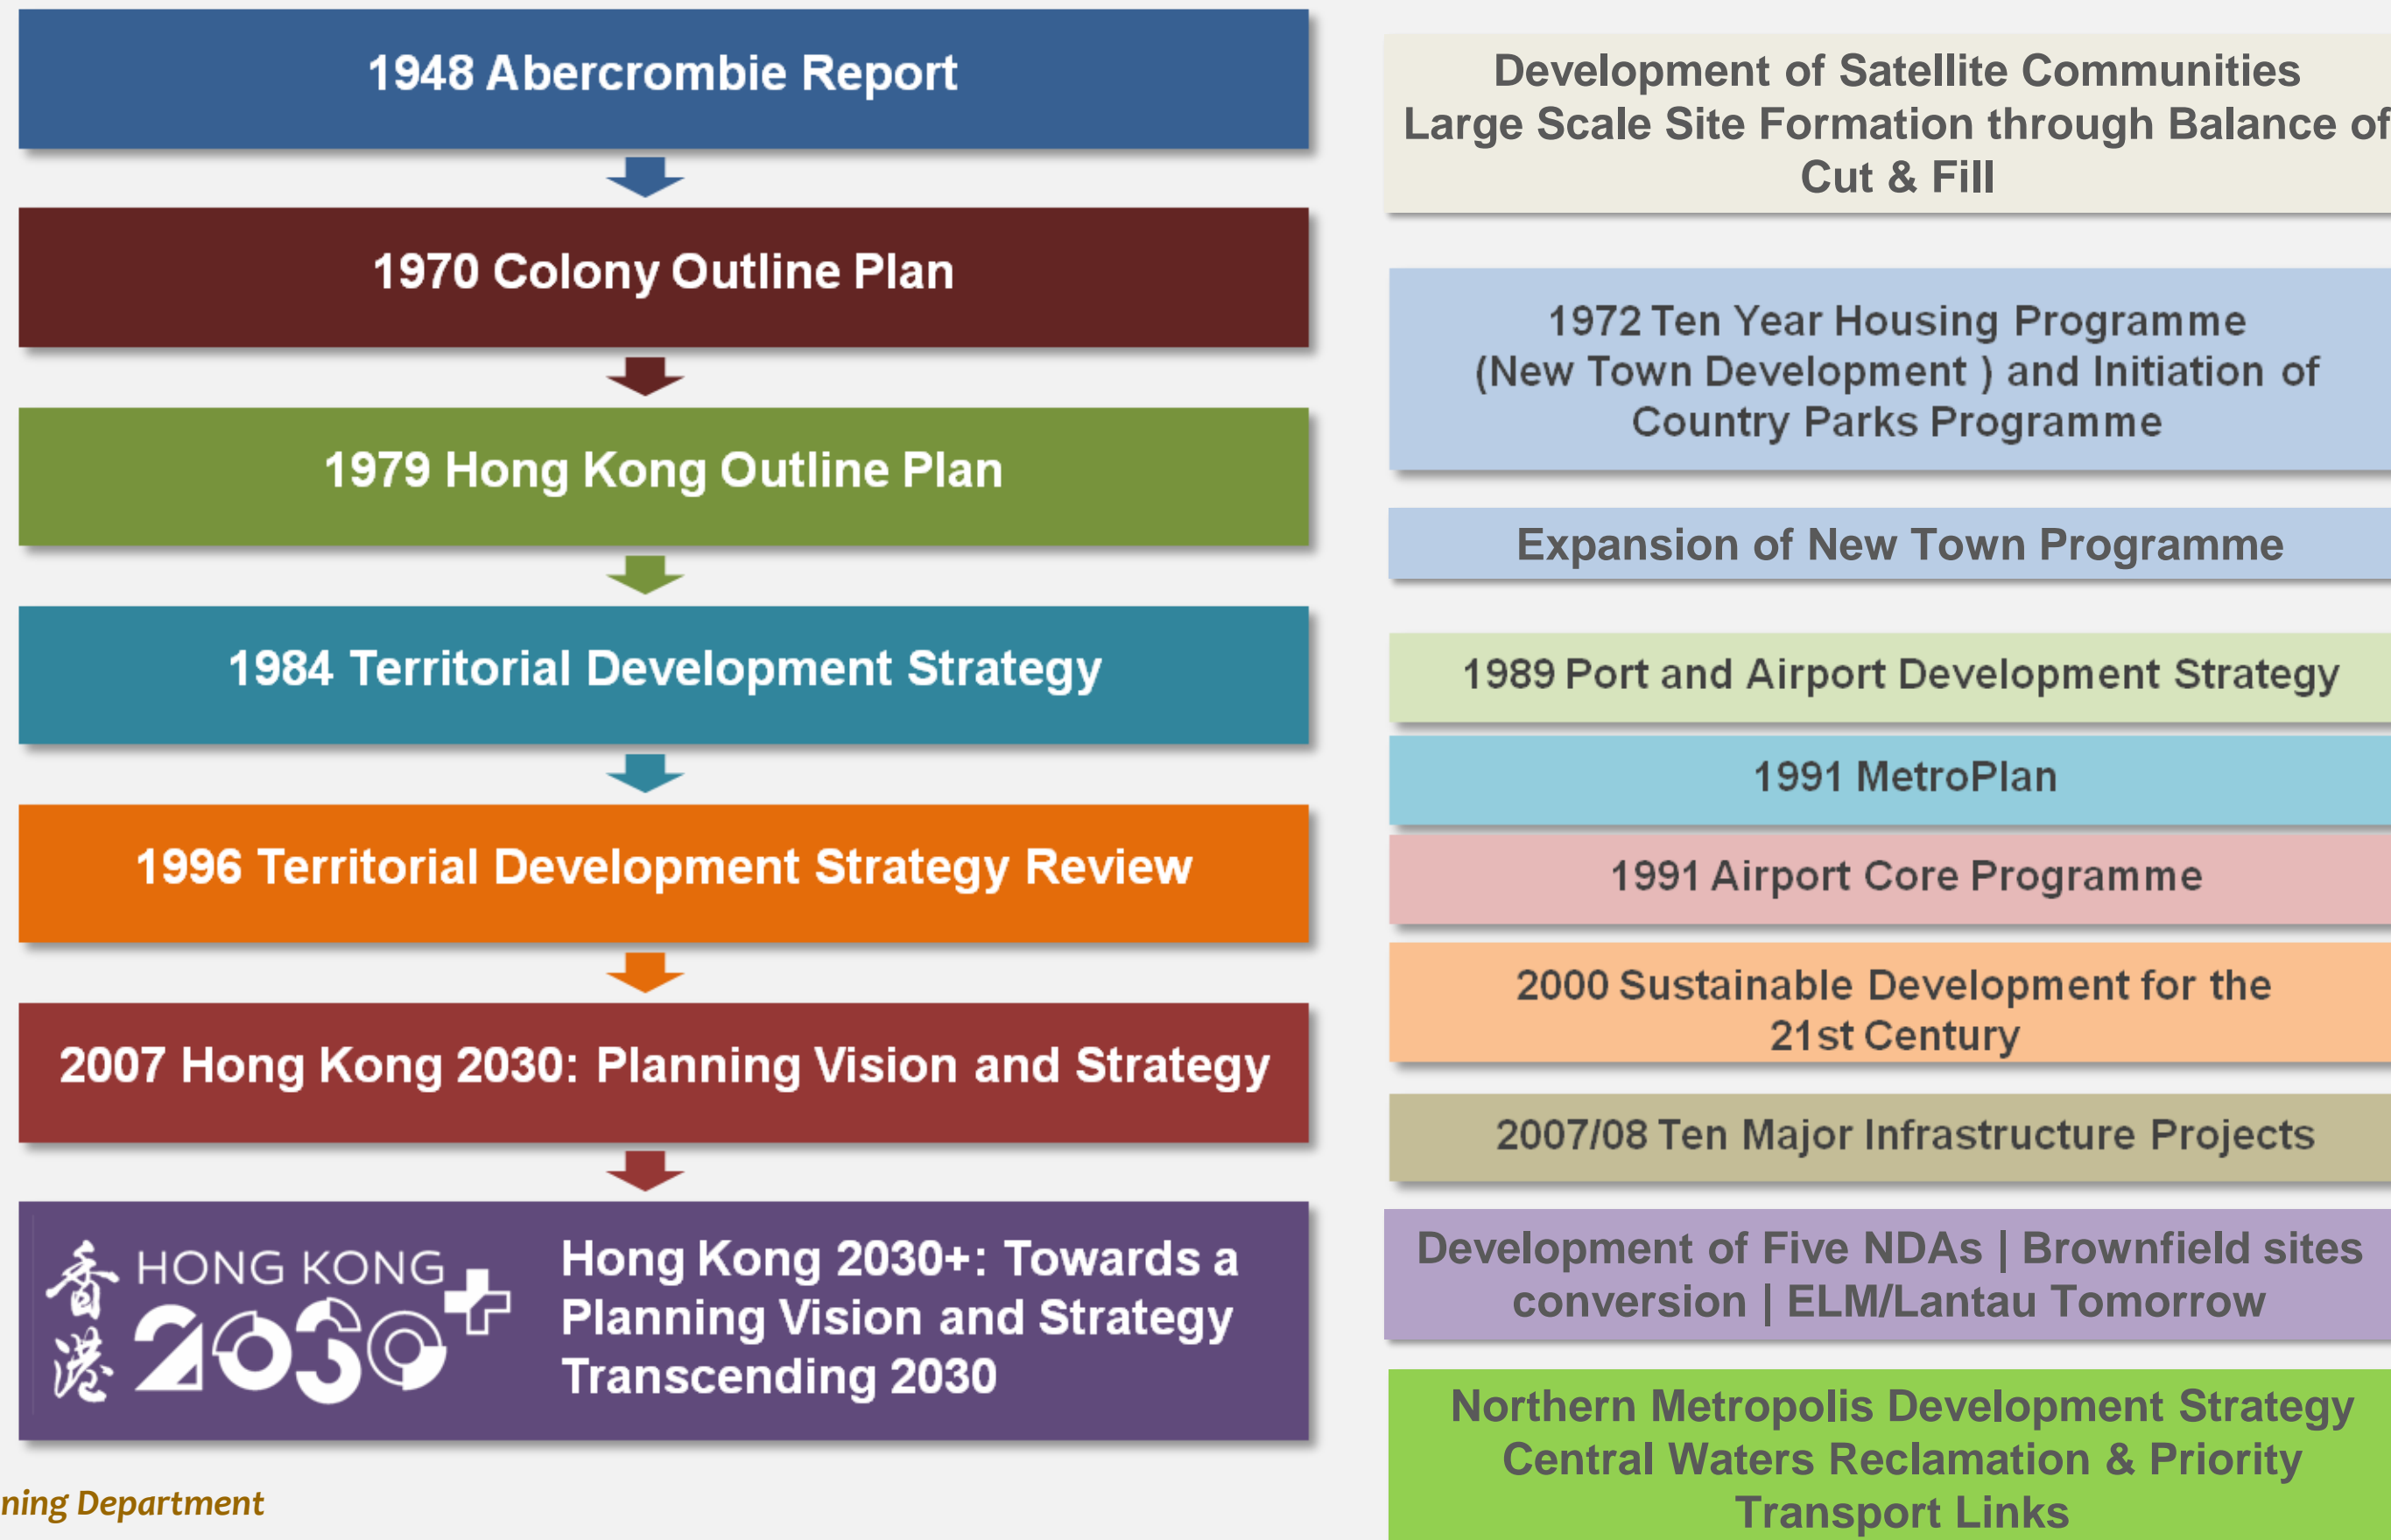 1948 Abercrombie Report
1970 Colony Outline Plan
1979 Hong Kong Outline Plan
1984 Territorial Development Strategy
1996 Territorial Development Strategy Review
2007 Hong Kong 2030: Planning Vision and Strategy
香港
HONG KONG
2030+
Hong Kong 2030+: Towards a
Planning Vision and Strategy
Transcending 2030
ning Department
Development of Satellite Communities
Large Scale Site Formation through Balance of
Cut & Fill
1972 Ten Year Housing Programme
(New Town Development ) and Initiation of
Country Parks Programme
Expansion of New Town Programme
1989 Port and Airport Development Strategy
1991 MetroPlan
1991 Airport Core Programme
2000 Sustainable Development for the
21st Century
2007/08 Ten Major Infrastructure Projects
Development of Five NDAs | Brownfield sites
conversion | ELM/Lantau Tomorrow
Northern Metropolis Development Strategy
Central Waters Reclamation & Priority
Transport Links